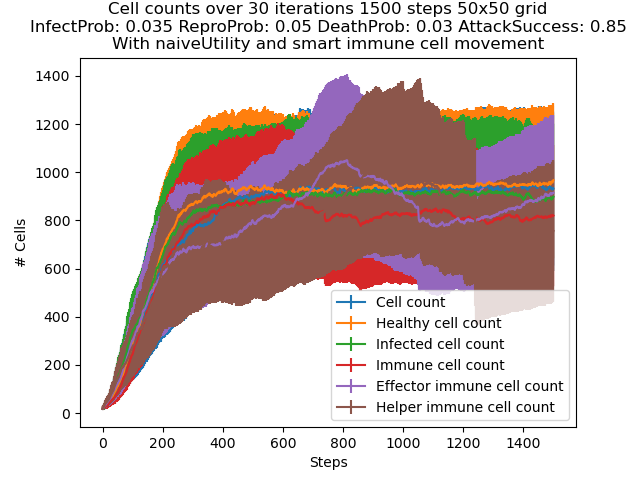 Cell counts over 30 iterations 1500 steps 50x50 grid
InfectProb: 0.035 ReproProb: 0.05 DeathProb: 0.03 AttackSuccess: 0.85
With naiveUtility and smart immune cell movement
1400
1200
1000
800
600
400
200
0
# Cells
Cell count
Healthy cell count
Infected cell count
Immune cell count
Effector immune cell count
Helper immune cell count
0 200 400 600 800 1000 1200 1400
Steps